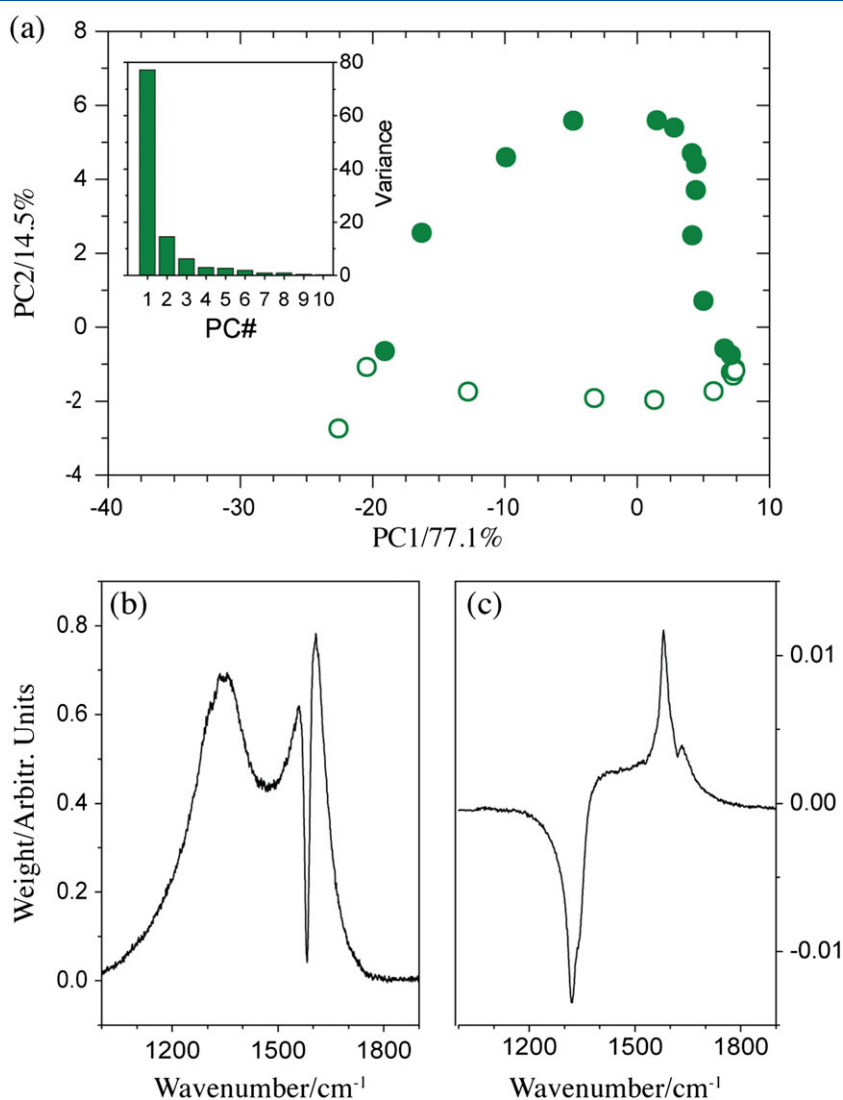 (a)
8
6
4
2
0
-2
-4
PC2/14.5%
80
60
40
20
0
Variance
1 2 3 4 5 6 7 8 9 10
PC#
-40 -30 -20 -10 0 10
PC1/77.1%
(b)
0.8
0.6
0.4
0.2
0.0
Weight/Arbitr. Units
1200 1500 1800
Wavenumber/cm⁻¹
(c)
0.01
0.00
-0.01
1200 1500 1800
Wavenumber/cm⁻¹